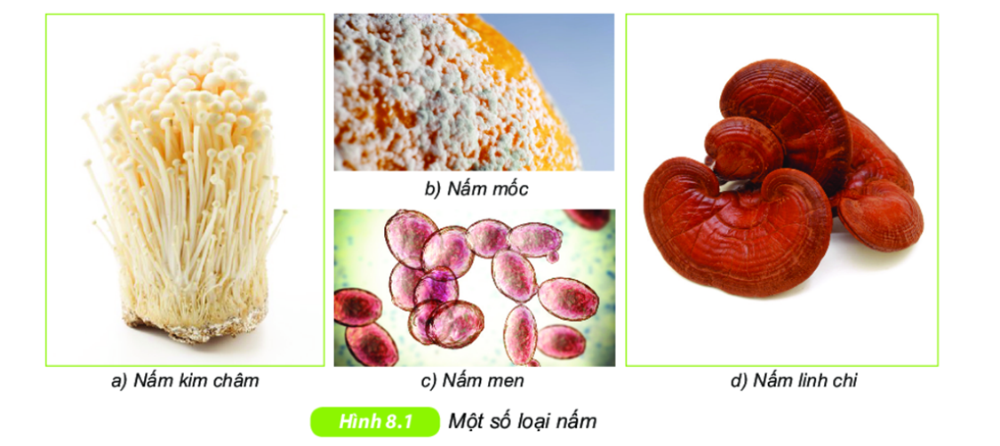 a) Nấm kim châm
b) Nấm mốc
c) Nấm men
d) Nấm linh chi
Hình 8.1 Một số loại nấm